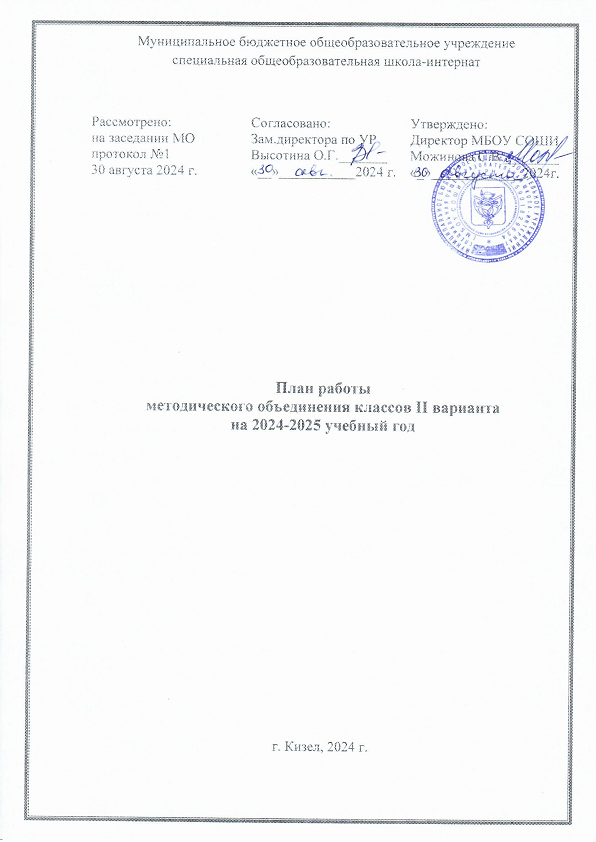 Муниципальное бюджетное общеобразовательное учреждение
специальная общеобразовательная школа-интернат
Рассмотрено:
на заседании МО
протокол №1
30 августа 2024 г.
Согласовано:
Зам.директора по УР
Высотина О.Г.
«30» авг. 2024 г.
Утверждено:
Директор МБОУ СОШИ
Можинова
«30» августа 2024г.
План работы
методического объединения классов II варианта
на 2024-2025 учебный год
г. Кизел, 2024 г.